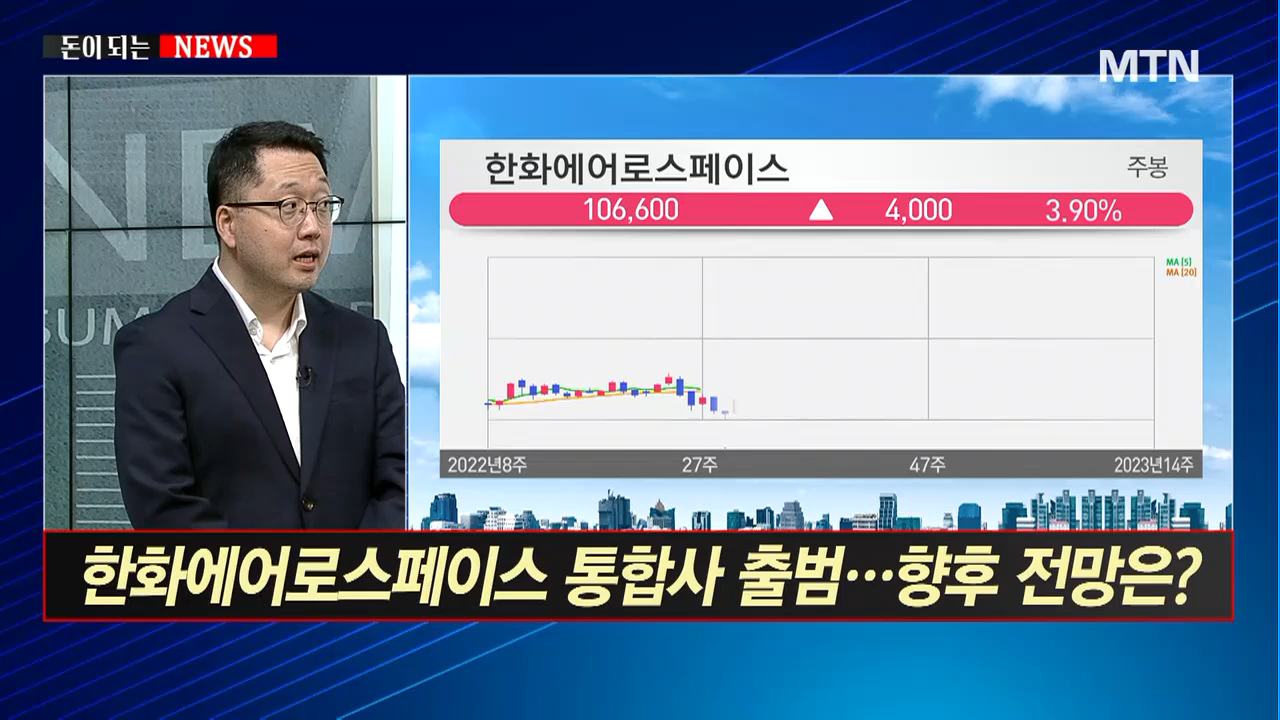 돈이 되는 NEWS
MTN
한화에어로스페이스
주봉
106,600 ▲ 4,000 3.90%
MA [5]
MA [20]
2022년8주 27주 47주 2023년14주
한화에어로스페이스 통합사 출범…향후 전망은?